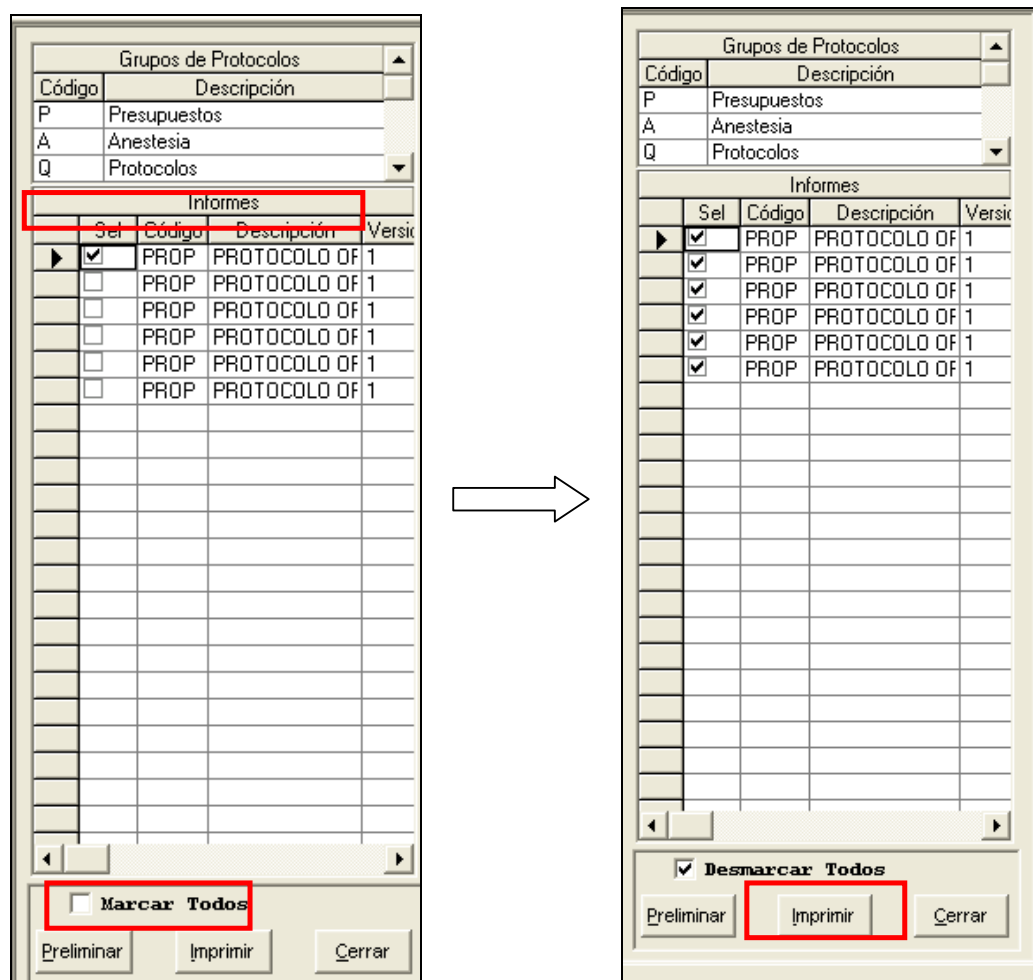 Grupos de Protocolos
Código Descripción
P Presupuestos
A Anestesia
Q Protocolos
Informes
Sel Código Descripción Versic
PROP PROTOCOLO OF 1
PROP PROTOCOLO OF 1
PROP PROTOCOLO OF 1
PROP PROTOCOLO OF 1
PROP PROTOCOLO OF 1
PROP PROTOCOLO OF 1
Marcar Todos
Preliminar Imprimir Cerrar
Grupos de Protocolos
Código Descripción
P Presupuestos
A Anestesia
Q Protocolos
Informes
Sel Código Descripción Versic
PROP PROTOCOLO OF 1
PROP PROTOCOLO OF 1
PROP PROTOCOLO OF 1
PROP PROTOCOLO OF 1
PROP PROTOCOLO OF 1
PROP PROTOCOLO OF 1
Desmarcar Todos
Preliminar Imprimir Cerrar